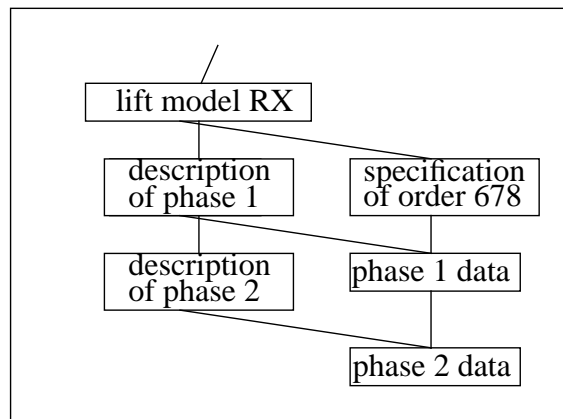 lift model RX
description
of phase 1
specification
of order 678
description
of phase 2
phase 1 data
phase 2 data